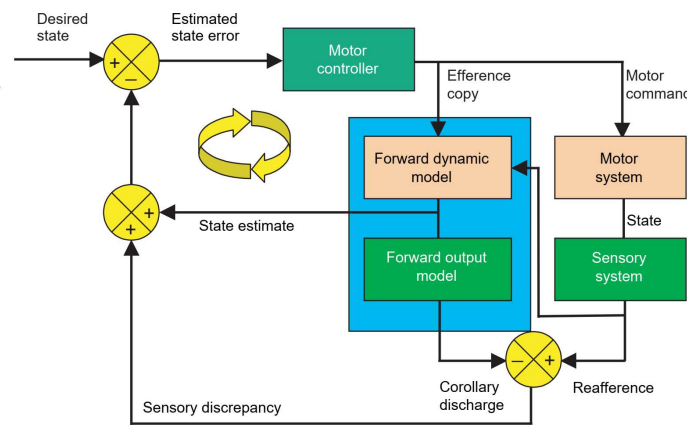 Desired
state
Estimated
state error
+
−
Motor
controller
Efference
copy
Motor
command
Forward dynamic
model
Motor
system
+
+
State estimate
State
Forward output
model
Sensory
system
−
+
Corollary
discharge
Reafference
Sensory discrepancy